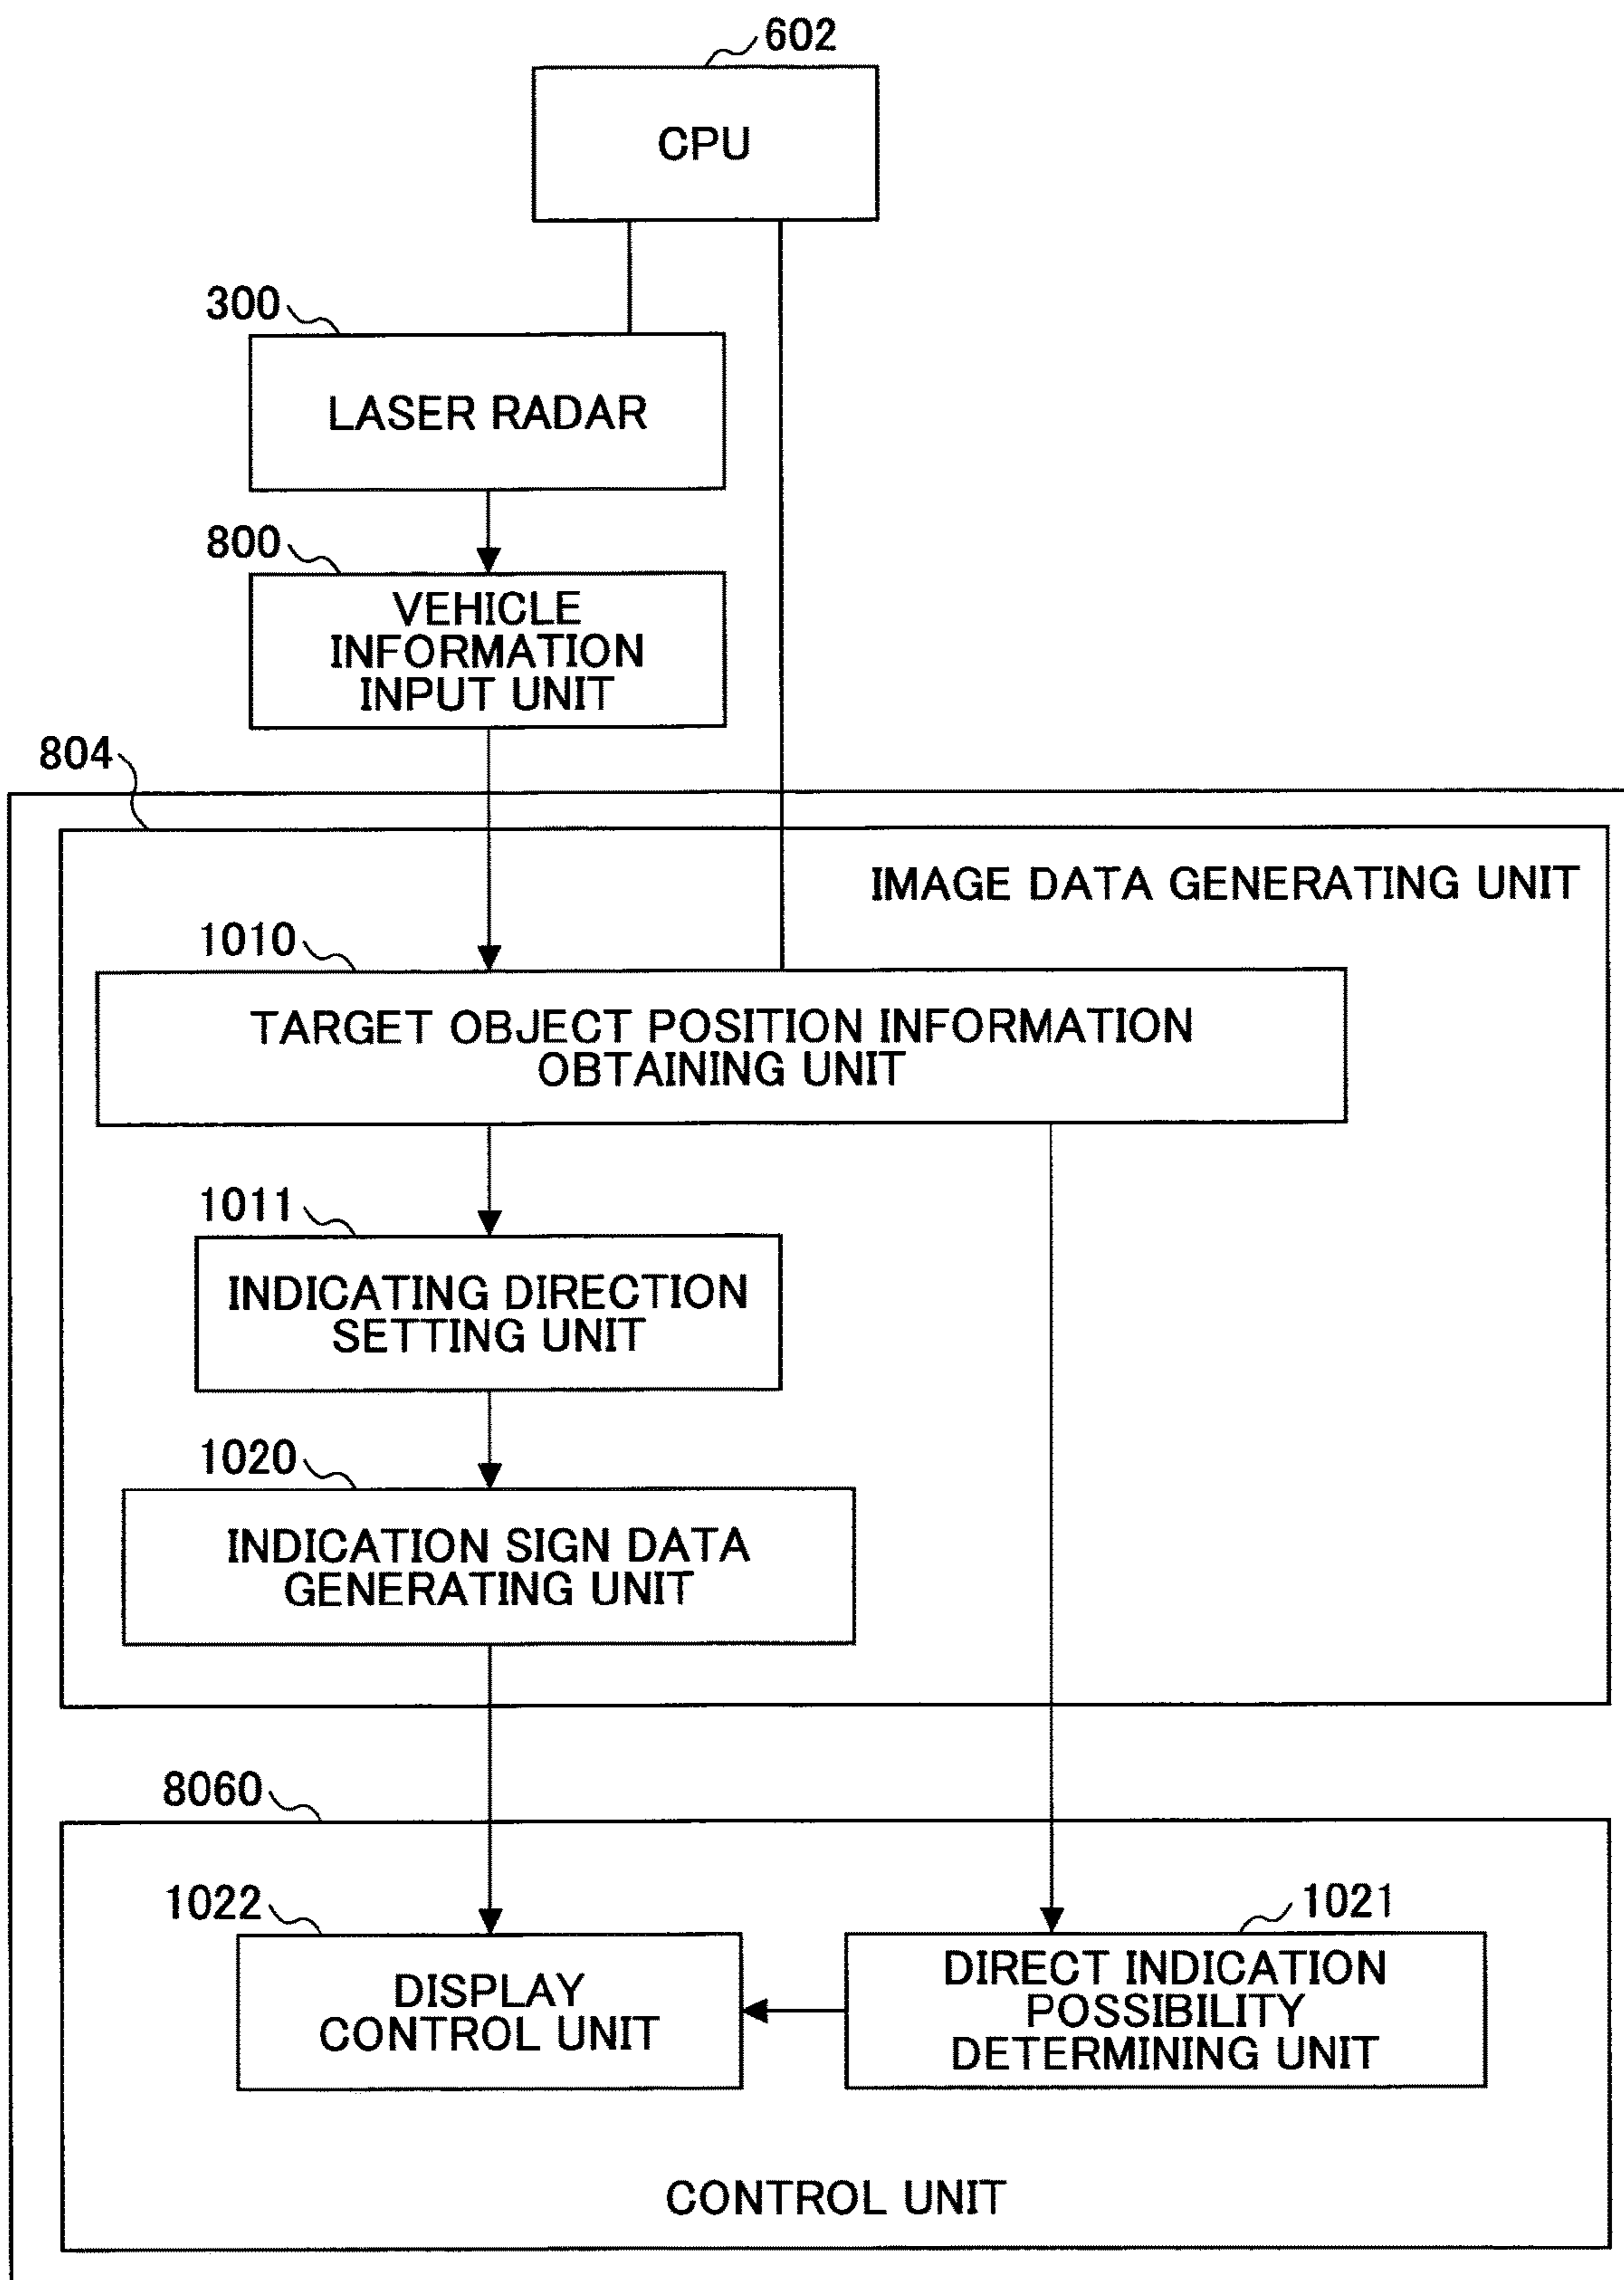 602
CPU
300
LASER RADAR
800
VEHICLE
INFORMATION
INPUT UNIT
804
IMAGE DATA GENERATING UNIT
1010
TARGET OBJECT POSITION INFORMATION
OBTAINING UNIT
1011
INDICATING DIRECTION
SETTING UNIT
1020
INDICATION SIGN DATA
GENERATING UNIT
8060
1022
DISPLAY
CONTROL UNIT
1021
DIRECT INDICATION
POSSIBILITY
DETERMINING UNIT
CONTROL UNIT